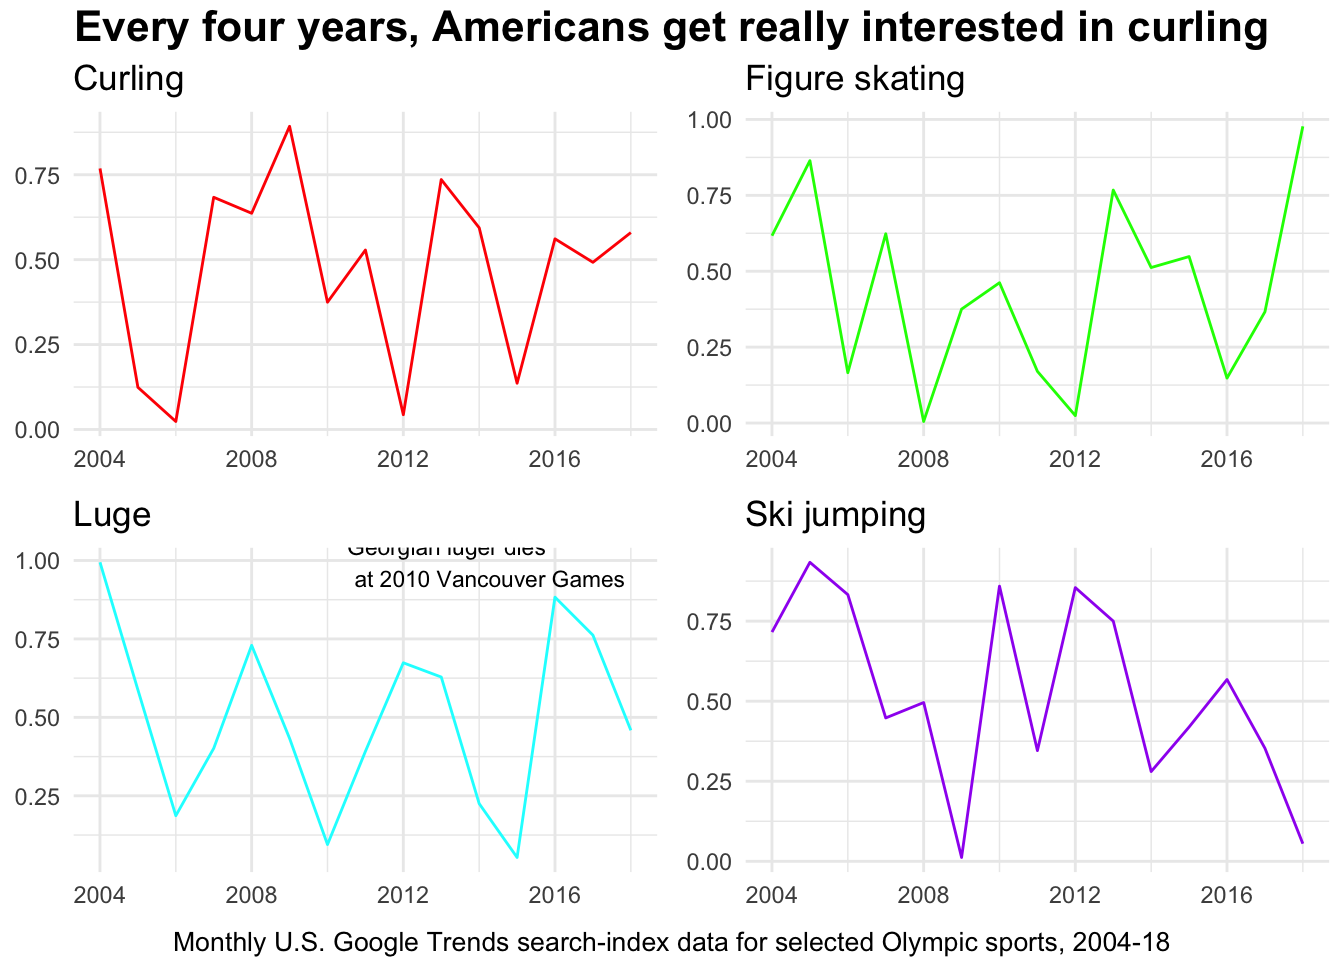 Every four years, Americans get really interested in curling
Curling
0.75
0.50
0.25
0.00
2004 2008 2012 2016
Figure skating
1.00
0.75
0.50
0.25
0.00
2004 2008 2012 2016
Luge
Georgian luger dies
at 2010 Vancouver Games
1.00
0.75
0.50
0.25
2004 2008 2012 2016
Ski jumping
0.75
0.50
0.25
0.00
2004 2008 2012 2016
Monthly U.S. Google Trends search-index data for selected Olympic sports, 2004-18